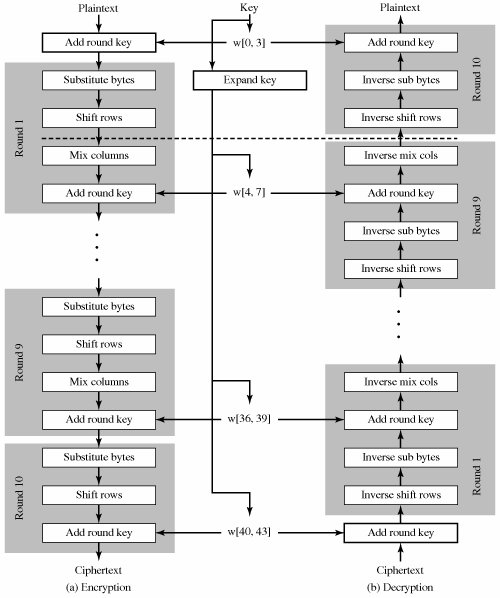 Plaintext
Key
Plaintext
Add round key
w[0, 3]
Add round key
Substitute bytes
Expand key
Inverse sub bytes
Round 1
Shift rows
Inverse shift rows
Round 10
Mix columns
Inverse mix cols
Add round key
w[4, 7]
Add round key
Round 9
Inverse sub bytes
Inverse shift rows
Substitute bytes
Round 9
Shift rows
Mix columns
Inverse mix cols
Add round key
w[36, 39]
Add round key
Substitute bytes
Inverse sub bytes
Round 1
Round 10
Shift rows
Inverse shift rows
Add round key
w[40, 43]
Add round key
Ciphertext
Ciphertext
(a) Encryption
(b) Decryption